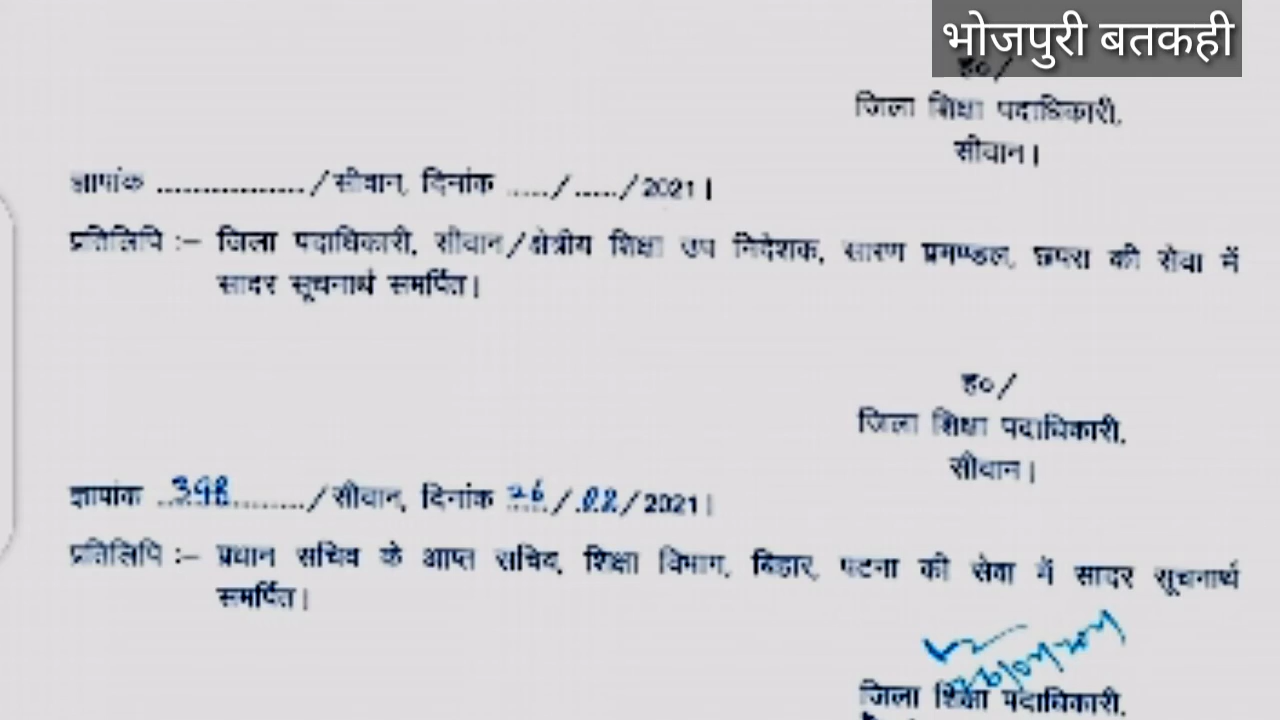 भोजपुरी बतकही
ह०/
जिला शिक्षा पदाधिकारी,
सीवान।
ज्ञापांक ................/सीवान, दिनांक ...../...../2021।
प्रतिलिपि :– जिला पदाधिकारी, सीवान/क्षेत्रीय शिक्षा उप निदेशक, सारण प्रमण्डल, छपरा की सेवा में
सादर सूचनार्थ समर्पित।
ह०/
जिला शिक्षा पदाधिकारी,
सीवान।
ज्ञापांक ..398......../सीवान, दिनांक /2021।
प्रतिलिपि :– प्रधान सचिव के आप्त सचिव, शिक्षा विभाग, बिहार, पटना की सेवा में सादर सूचनार्थ
समर्पित।
जिला शिक्षा पदाधिकारी,